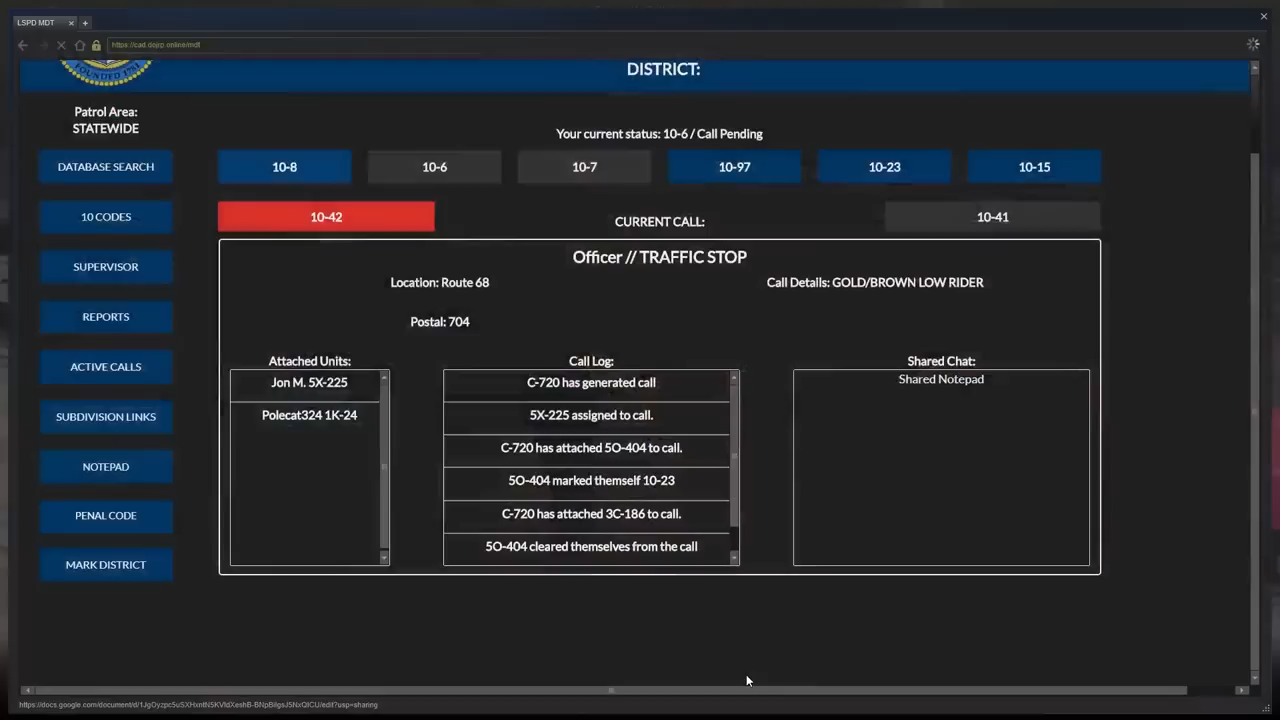 LSPD MDT
https://cad.dojrp.online/mdt
FOUNDED 1781
DISTRICT:
Patrol Area:
STATEWIDE
Your current status: 10-6 / Call Pending
DATABASE SEARCH
10-8
10-6
10-7
10-97
10-23
10-15
10 CODES
10-42
CURRENT CALL:
10-41
SUPERVISOR
REPORTS
ACTIVE CALLS
SUBDIVISION LINKS
NOTEPAD
PENAL CODE
MARK DISTRICT
Officer // TRAFFIC STOP
Location: Route 68
Call Details: GOLD/BROWN LOW RIDER
Postal: 704
Attached Units:
Jon M. 5X-225
Polecat324 1K-24
Call Log:
C-720 has generated call
5X-225 assigned to call.
C-720 has attached 5O-404 to call.
5O-404 marked themself 10-23
C-720 has attached 3C-186 to call.
5O-404 cleared themselves from the call
Shared Chat:
Shared Notepad